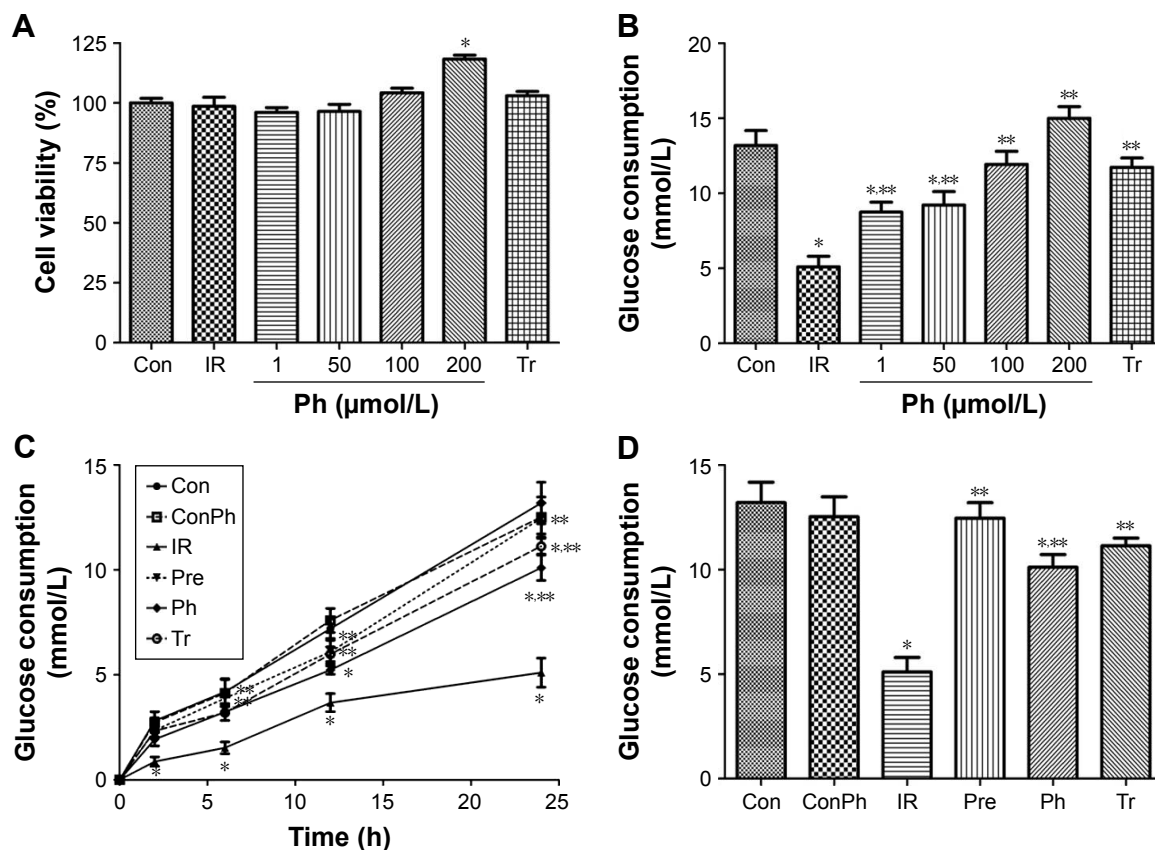 A
Cell viability (%)
125
100
75
50
25
0
*
Con IR 1 50 100 200 Tr
Ph (µmol/L)
B
Glucose consumption
(mmol/L)
20
15
10
5
0
*
*,**
*,**
**
**
**
Con IR 1 50 100 200 Tr
Ph (µmol/L)
C
Glucose consumption
(mmol/L)
15
10
5
0
Con
ConPh
IR
Pre
Ph
Tr
*
**
**
*
**
**
*
*
**
*,**
*,**
*
0 5 10 15 20 25
Time (h)
D
Glucose consumption
(mmol/L)
15
10
5
0
*
**
*,**
**
Con ConPh IR Pre Ph Tr